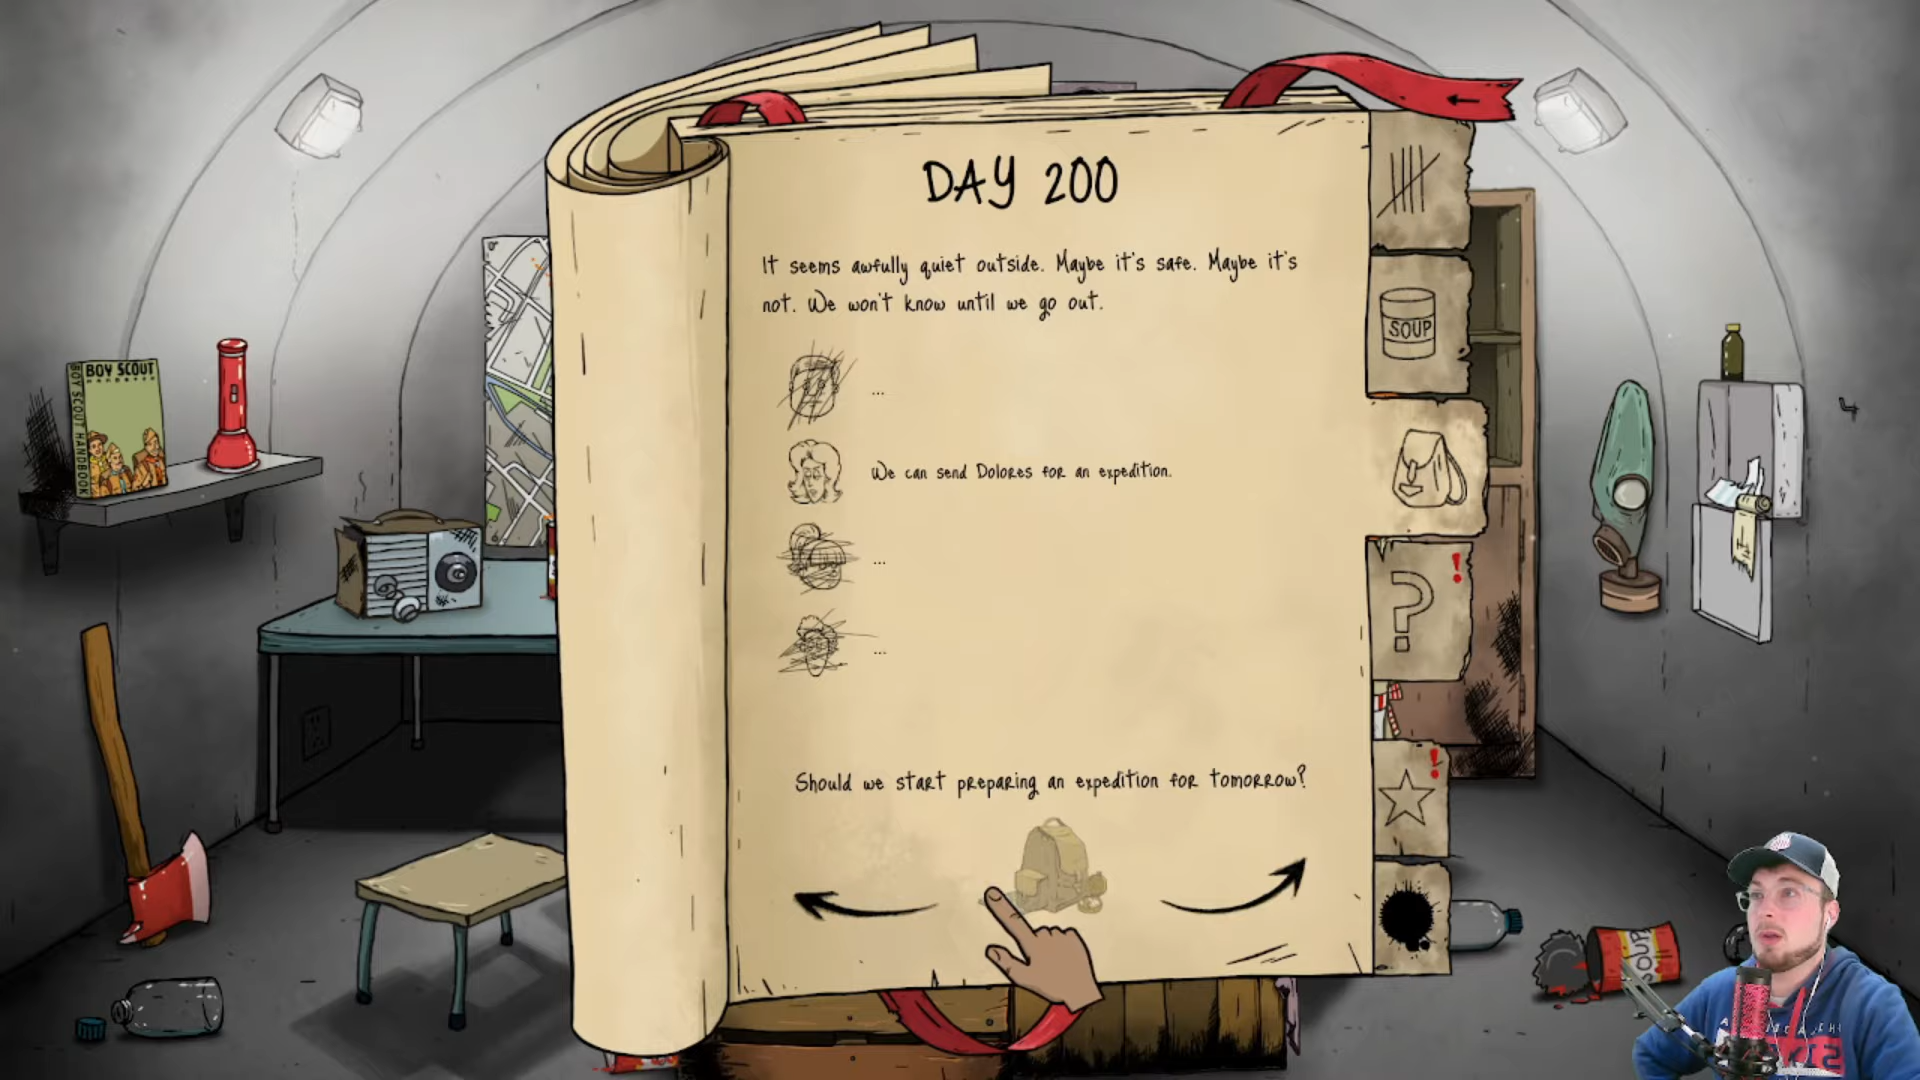 DAY 200
It seems awfully quiet outside. Maybe it's safe. Maybe it's
not. We won't know until we go out.
...
We can send Dolores for an expedition.
...
...
Should we start preparing an expedition for tomorrow?
SOUP
?
!
!
BOY SCOUT
HANDBOOK
BOY SCOUT HANDBOOK
SOUP